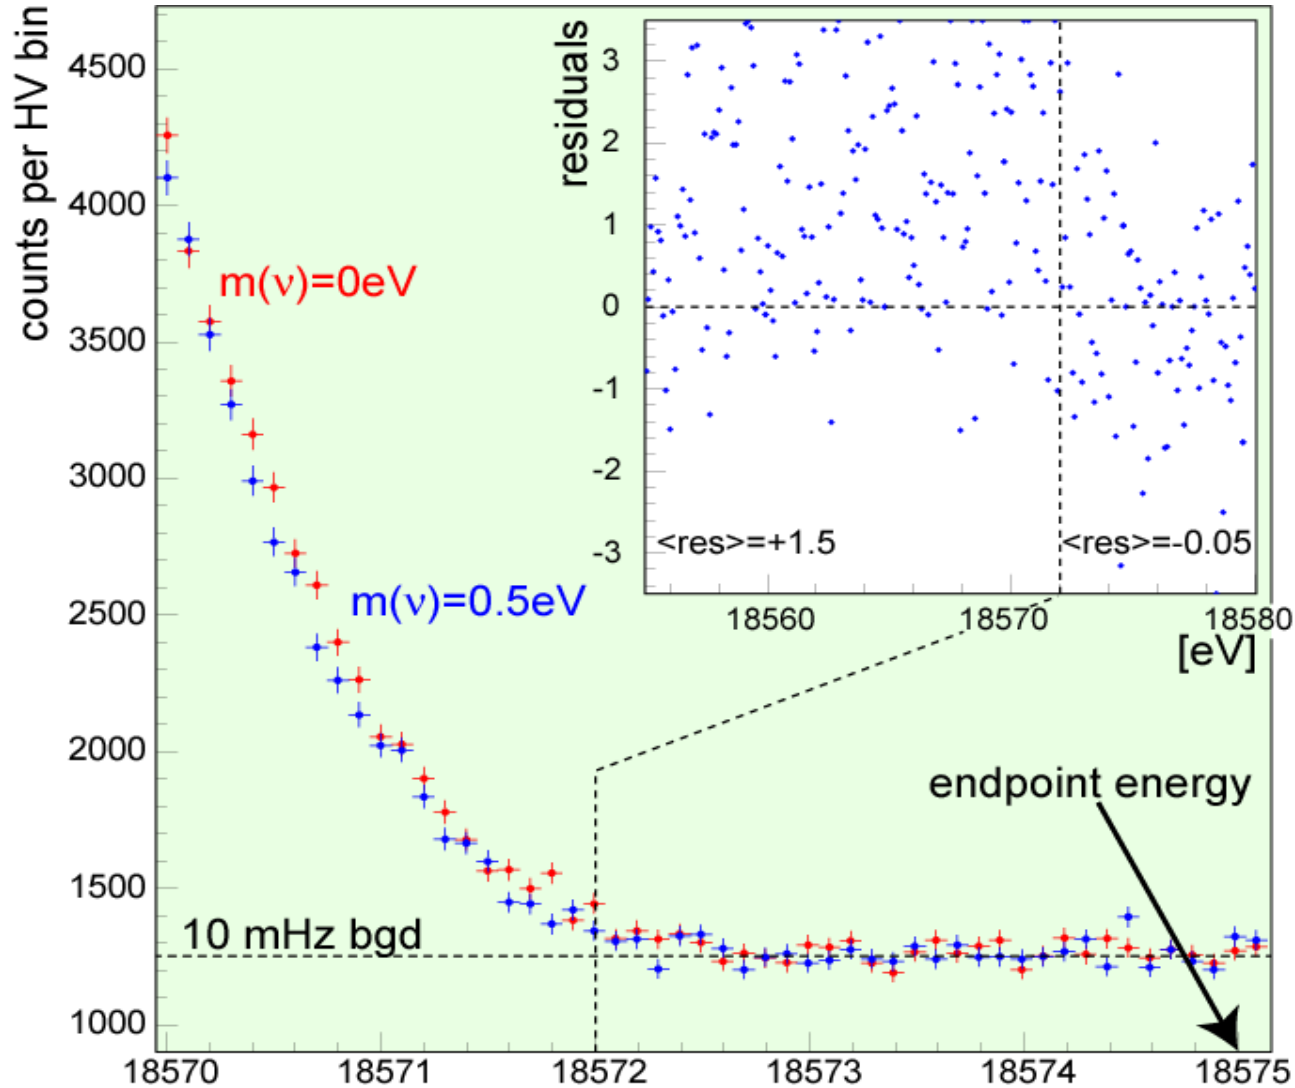 counts per HV bin
4500
4000
3500
3000
2500
2000
1500
1000
m(ν)=0eV
m(ν)=0.5eV
10 mHz bgd
residuals
3
2
1
0
-1
-2
-3
<res>=+1.5
<res>=-0.05
18560
18570
18580
[eV]
endpoint energy
18570
18571
18572
18573
18574
18575